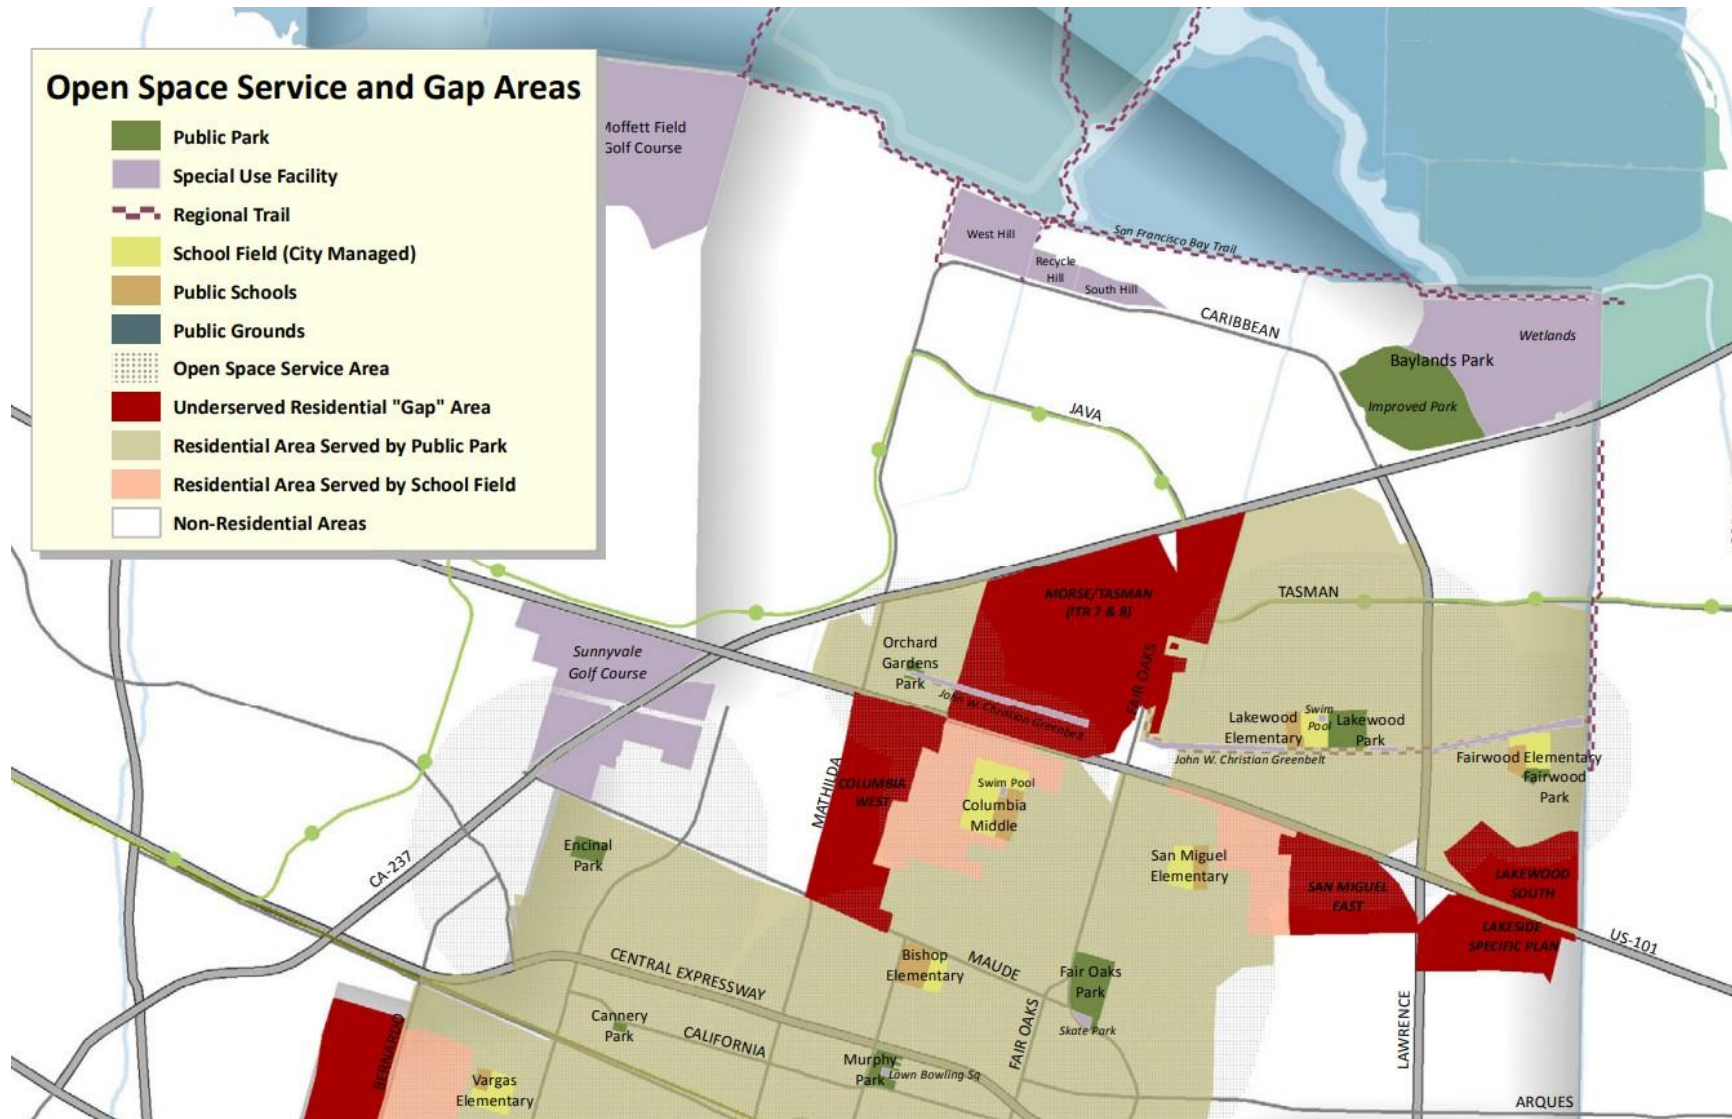 Open Space Service and Gap Areas
Public Park
Special Use Facility
Regional Trail
School Field (City Managed)
Public Schools
Public Grounds
Open Space Service Area
Underserved Residential "Gap" Area
Residential Area Served by Public Park
Residential Area Served by School Field
Non-Residential Areas
Moffett Field
Golf Course
West Hill
Recycle
Hill
South Hill
San Francisco Bay Trail
CARIBBEAN
Wetlands
Baylands Park
Improved Park
JAVA
MORSE/TASMAN
(ITR 7 & 8)
TASMAN
Sunnyvale
Golf Course
Orchard
Gardens
Park
John W. Christian Greenbelt
FAIR OAKS
Lakewood
Elementary
Swim
Pool
Lakewood
Park
John W. Christian Greenbelt
Fairwood Elementary
Fairwood
Park
MATHILDA
COLUMBIA
WEST
Swim Pool
Columbia
Middle
Encinal
Park
CA-237
San Miguel
Elementary
SAN MIGUEL
EAST
LAKEWOOD
SOUTH
LAKESIDE
SPECIFIC PLAN
US-101
CENTRAL EXPRESSWAY
Bishop
Elementary
MAUDE
Fair Oaks
Park
Skate Park
FAIR OAKS
LAWRENCE
Cannery
Park
CALIFORNIA
Murphy
Park
Lawn Bowling Sq
BERNARDO
Vargas
Elementary
ARQUES